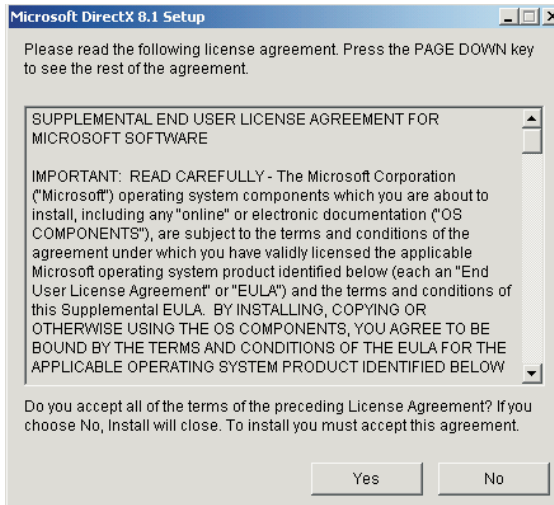 Microsoft DirectX 8.1 Setup
Please read the following license agreement. Press the PAGE DOWN key
to see the rest of the agreement.
SUPPLEMENTAL END USER LICENSE AGREEMENT FOR
MICROSOFT SOFTWARE
IMPORTANT: READ CAREFULLY - The Microsoft Corporation
("Microsoft") operating system components which you are about to
install, including any "online" or electronic documentation ("OS
COMPONENTS"), are subject to the terms and conditions of the
agreement under which you have validly licensed the applicable
Microsoft operating system product identified below (each an "End
User License Agreement" or "EULA") and the terms and conditions of
this Supplemental EULA. BY INSTALLING, COPYING OR
OTHERWISE USING THE OS COMPONENTS, YOU AGREE TO BE
BOUND BY THE TERMS AND CONDITIONS OF THE EULA FOR THE
APPLICABLE OPERATING SYSTEM PRODUCT IDENTIFIED BELOW
Do you accept all of the terms of the preceding License Agreement? If you
choose No, Install will close. To install you must accept this agreement.
Yes No